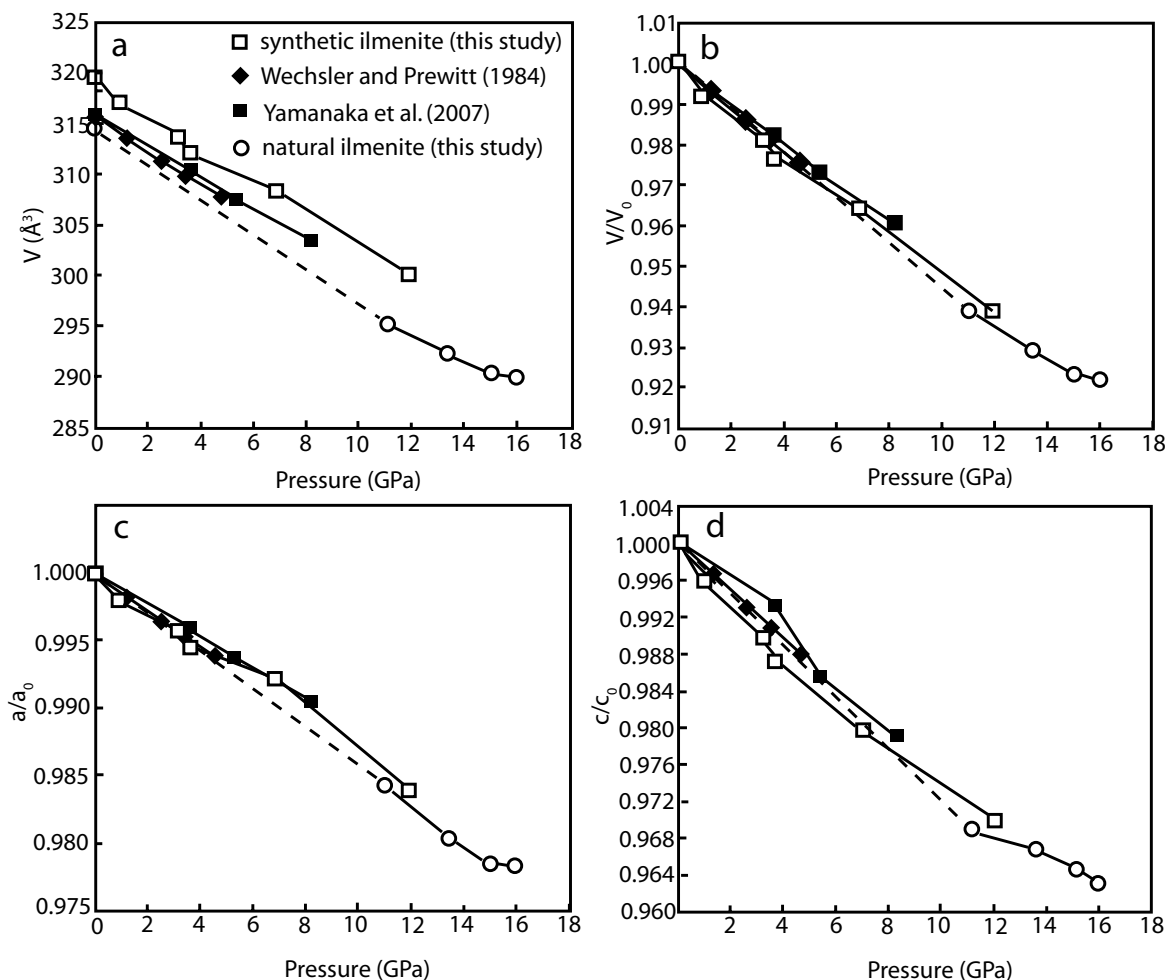 a
synthetic ilmenite (this study)
Wechsler and Prewitt (1984)
Yamanaka et al. (2007)
natural ilmenite (this study)
325
320
315
310
305
300
295
290
285
V (Å³)
0 2 4 6 8 10 12 14 16 18
Pressure (GPa)
b
1.01
1.00
0.99
0.98
0.97
0.96
0.95
0.94
0.93
0.92
0.91
V/V₀
0 2 4 6 8 10 12 14 16 18
Pressure (GPa)
c
1.000
0.995
0.990
0.985
0.980
0.975
a/a₀
0 2 4 6 8 10 12 14 16 18
Pressure (GPa)
d
1.004
1.000
0.996
0.992
0.988
0.984
0.980
0.976
0.972
0.968
0.964
0.960
c/c₀
0 2 4 6 8 10 12 14 16 18
Pressure (GPa)